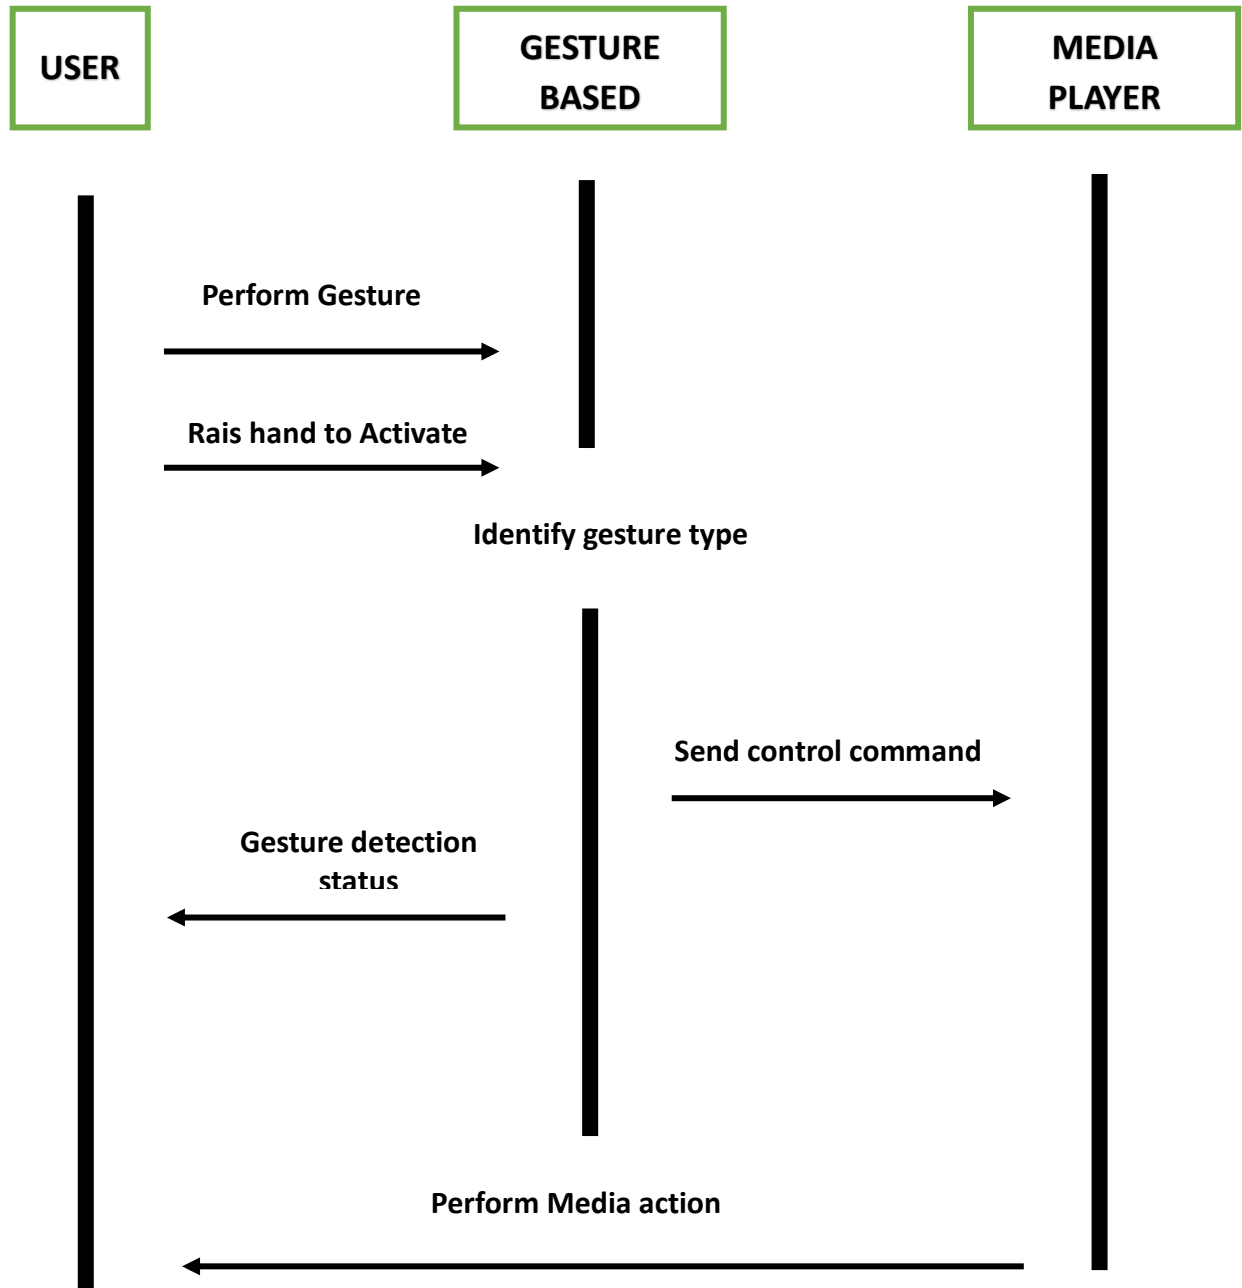 USER
GESTURE
BASED
MEDIA
PLAYER
Perform Gesture
Rais hand to Activate
Identify gesture type
Send control command
Gesture detection
status
Perform Media action